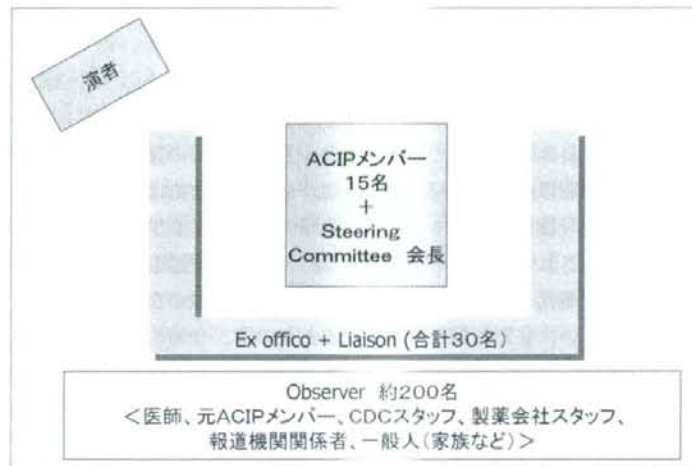 演者
ACIPメンバー
15名
+
Steering
Committee 会長
Ex offico + Liaison (合計30名)
Observer 約200名
<医師、元ACIPメンバー、CDCスタッフ、製薬会社スタッフ、
報道機関関係者、一般人(家族など)>